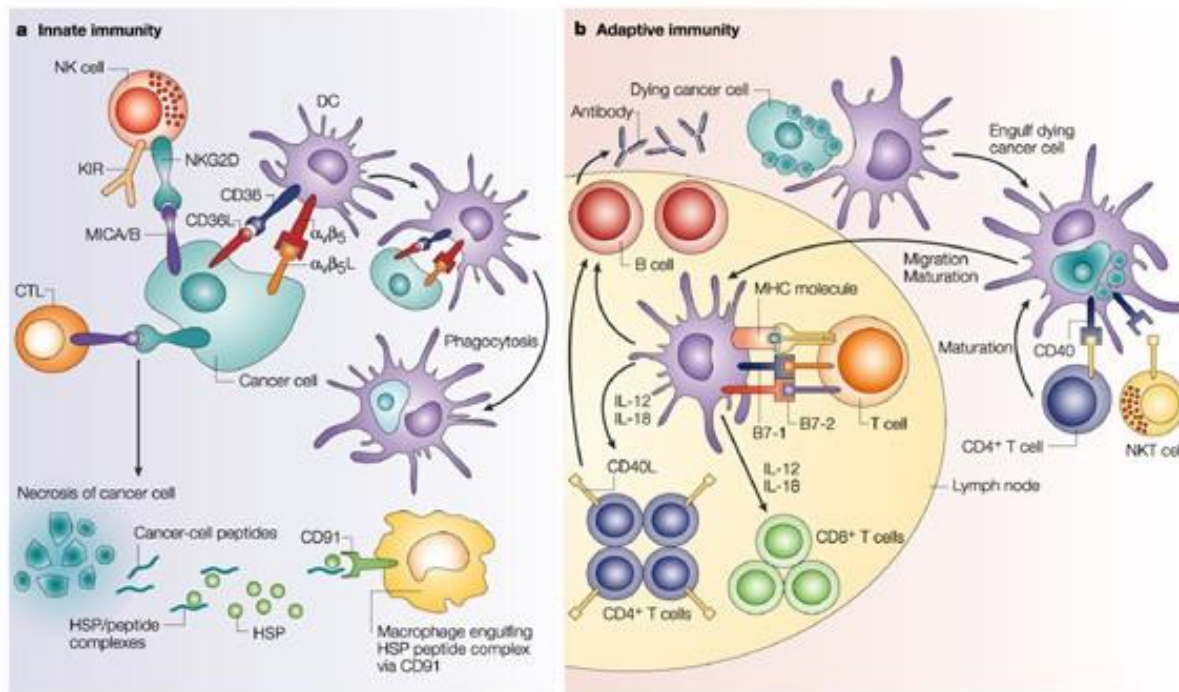 a Innate immunity
NK cell
DC
KIR
NKG2D
CD36
CD36L
MICA/B
αvβ5
αvβ5L
CTL
Cancer cell
Phagocytosis
Necrosis of cancer cell
Cancer-cell peptides
CD91
HSP/peptide
complexes
HSP
Macrophage engulfing
HSP peptide complex
via CD91
b Adaptive immunity
Dying cancer cell
Antibody
Engulf dying
cancer cell
B cell
Migration
Maturation
MHC molecule
CD40
Maturation
IL-12
IL-18
B7-1
B7-2
T cell
CD4+ T cell
NKT cell
CD40L
IL-12
IL-18
Lymph node
CD8+ T cells
CD4+ T cells